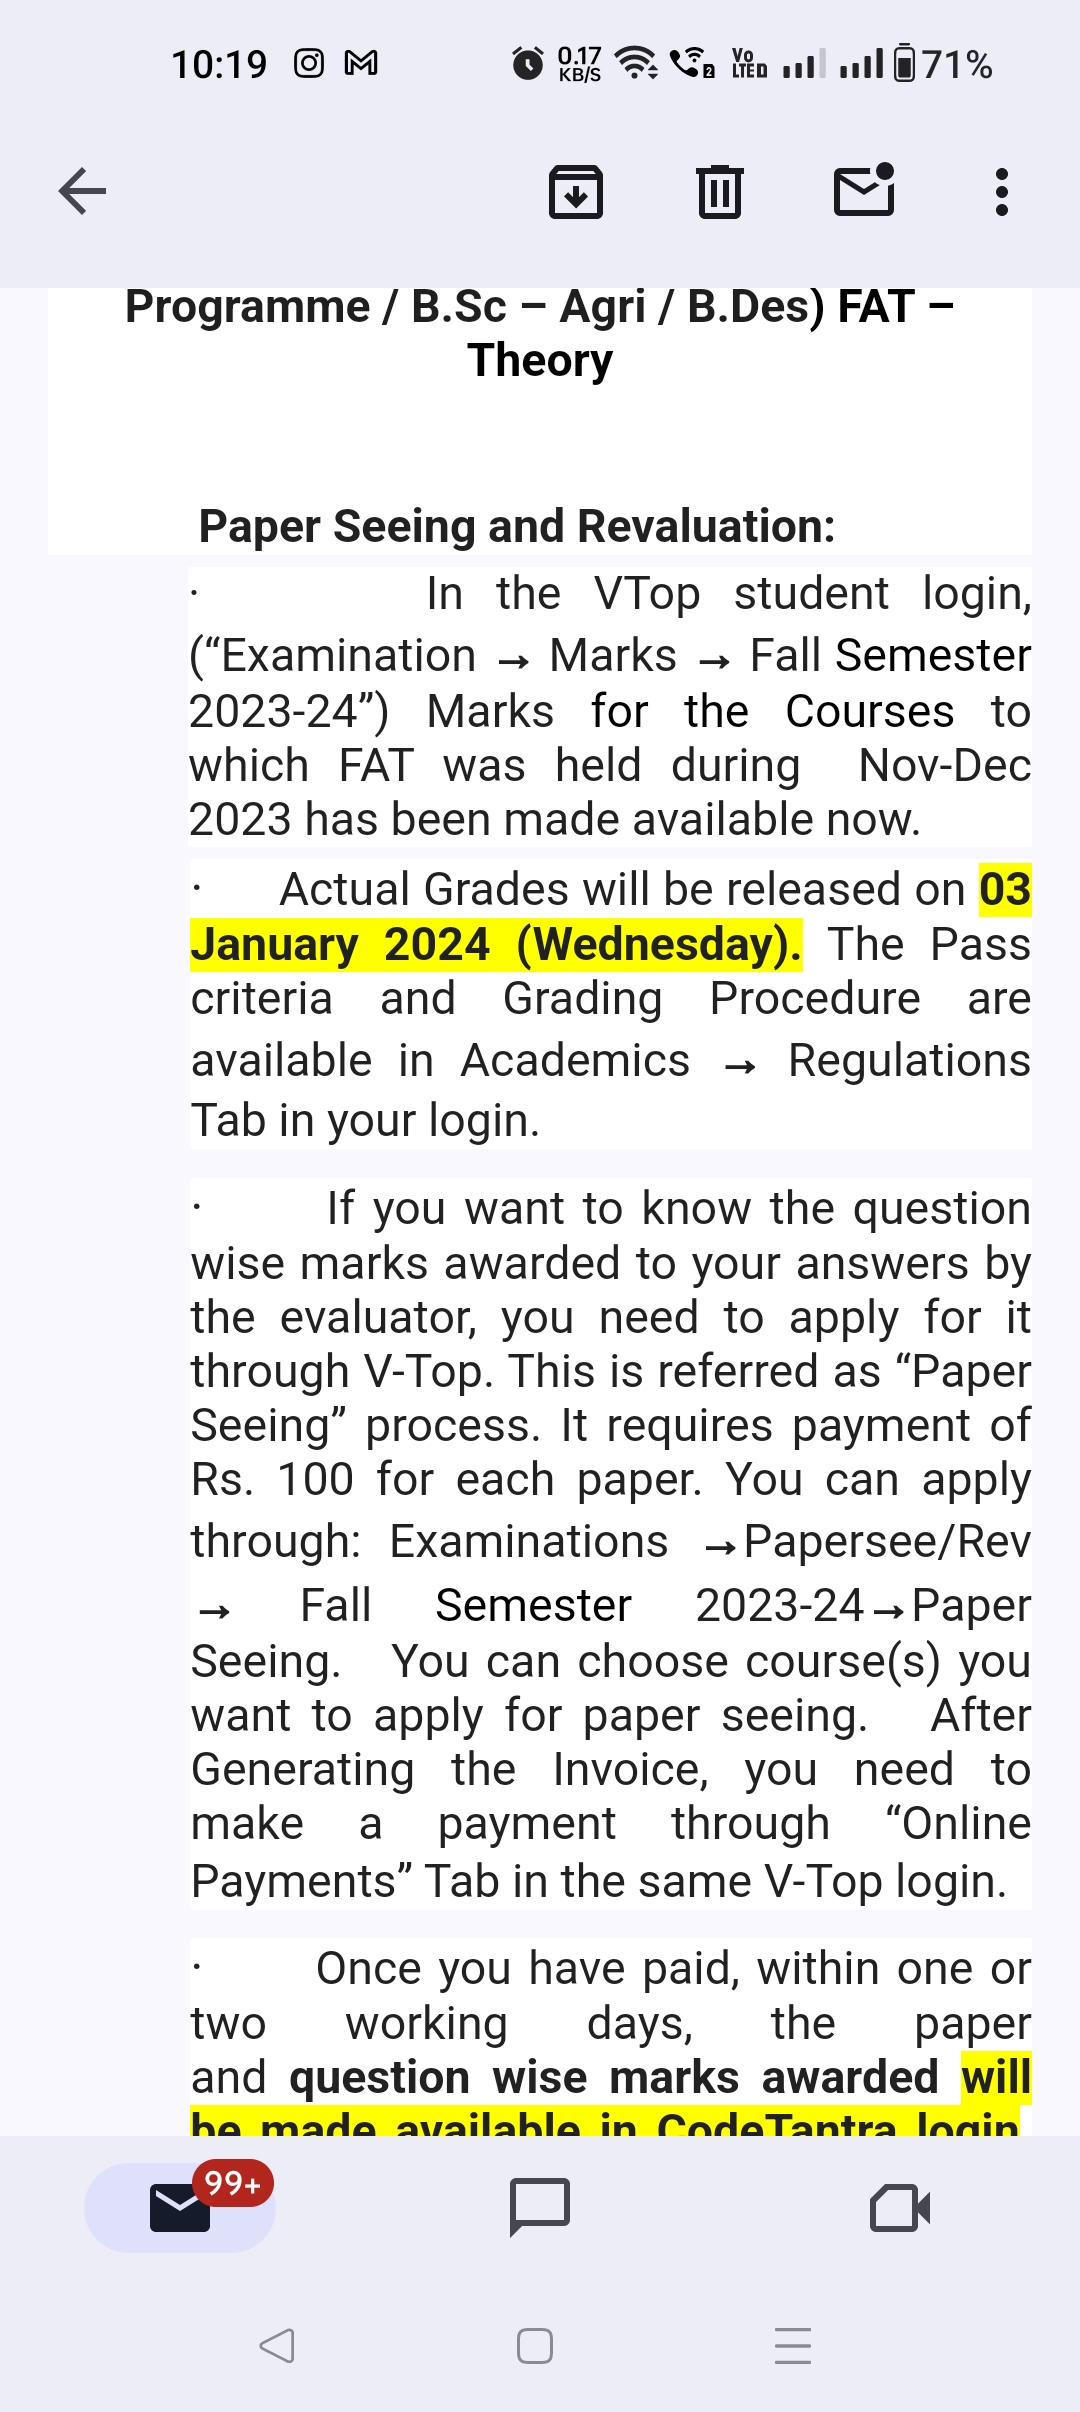 10:19 0.17 KB/S 2 Vo LTED 71%
Programme / B.Sc – Agri / B.Des) FAT –
Theory
Paper Seeing and Revaluation:
· In the VTop student login,
(“Examination → Marks → Fall Semester
2023-24”) Marks for the Courses to
which FAT was held during Nov-Dec
2023 has been made available now.
· Actual Grades will be released on 03
January 2024 (Wednesday). The Pass
criteria and Grading Procedure are
available in Academics → Regulations
Tab in your login.
· If you want to know the question
wise marks awarded to your answers by
the evaluator, you need to apply for it
through V-Top. This is referred as “Paper
Seeing” process. It requires payment of
Rs. 100 for each paper. You can apply
through: Examinations →Papersee/Rev
→ Fall Semester 2023-24→Paper
Seeing. You can choose course(s) you
want to apply for paper seeing. After
Generating the Invoice, you need to
make a payment through “Online
Payments” Tab in the same V-Top login.
· Once you have paid, within one or
two working days, the paper
and question wise marks awarded will
be made available in CodeTantra login
99+